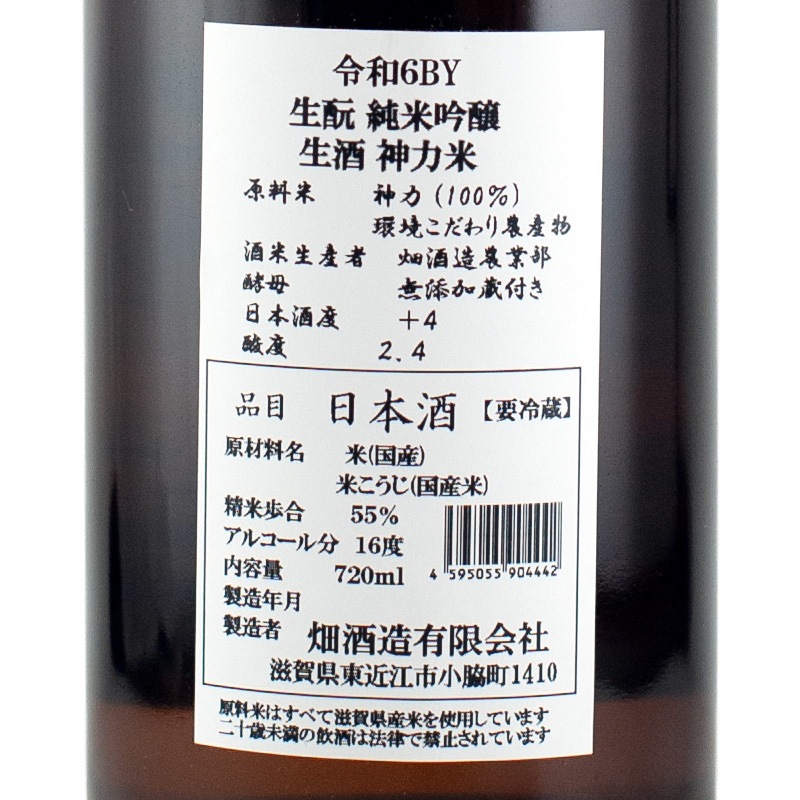 令和6BY
生酛 純米吟醸
生酒 神力米
原料米 神力(100%)
環境こだわり農産物
酒米生産者 畑酒造農業部
酵母 無添加蔵付き
日本酒度 +4
酸度 2.4
品目 日本酒【要冷蔵】
原材料名 米(国産)
米こうじ(国産米)
精米歩合 55%
アルコール分 16度
内容量 720ml
4 595055 904442
製造年月
製造者 畑酒造有限会社
滋賀県東近江市小脇町1410
原料米はすべて滋賀県産米を使用しています
二十歳未満の飲酒は法律で禁止されています